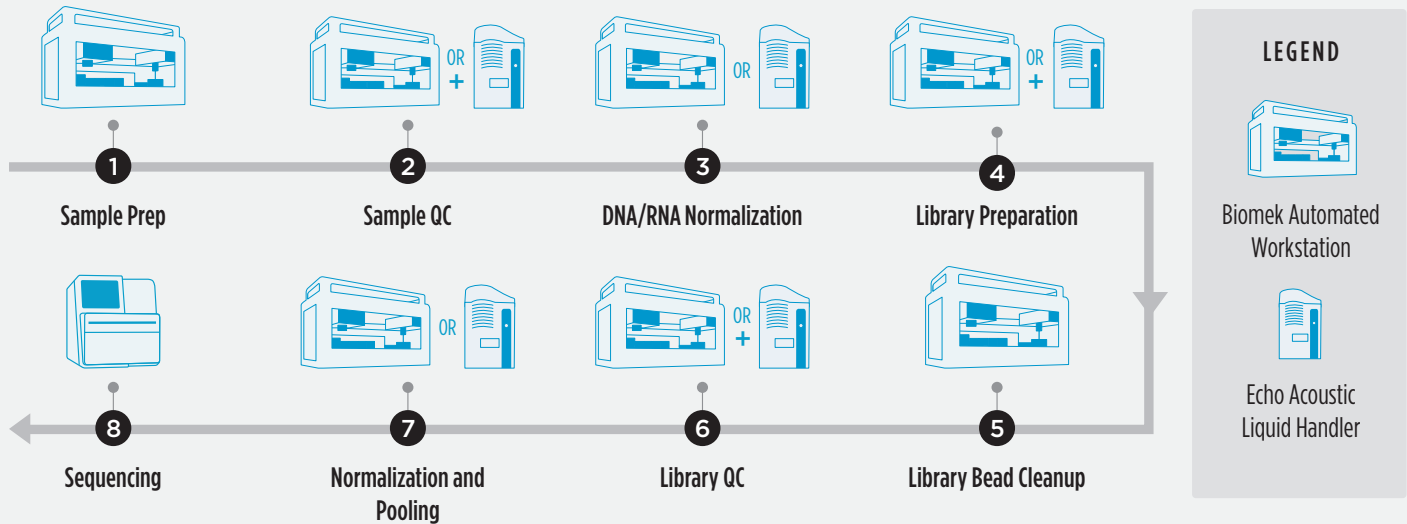 OR
+
OR
OR
+
1
2
3
4
Sample Prep
Sample QC
DNA/RNA Normalization
Library Preparation
OR
+
OR
5
6
7
8
Library Bead Cleanup
Library QC
Normalization and
Pooling
Sequencing
LEGEND
Biomek Automated
Workstation
Echo Acoustic
Liquid Handler